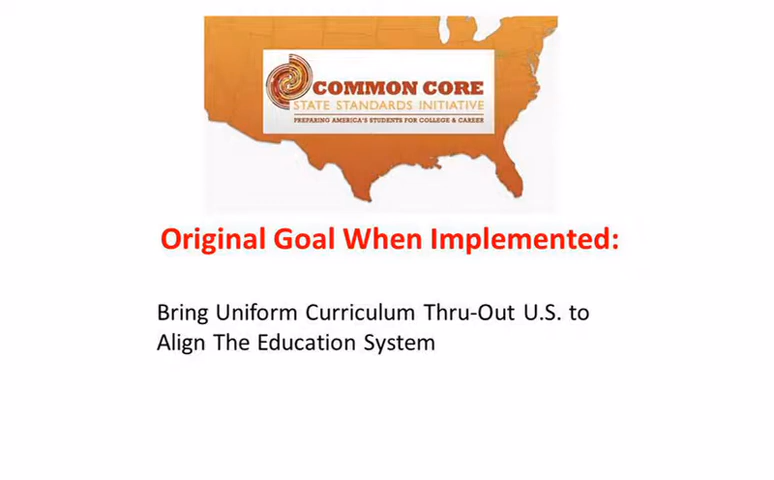 COMMON CORE
STATE STANDARDS INITIATIVE
PREPARING AMERICA'S STUDENTS FOR COLLEGE & CAREER
Original Goal When Implemented:
Bring Uniform Curriculum Thru-Out U.S. to
Align The Education System